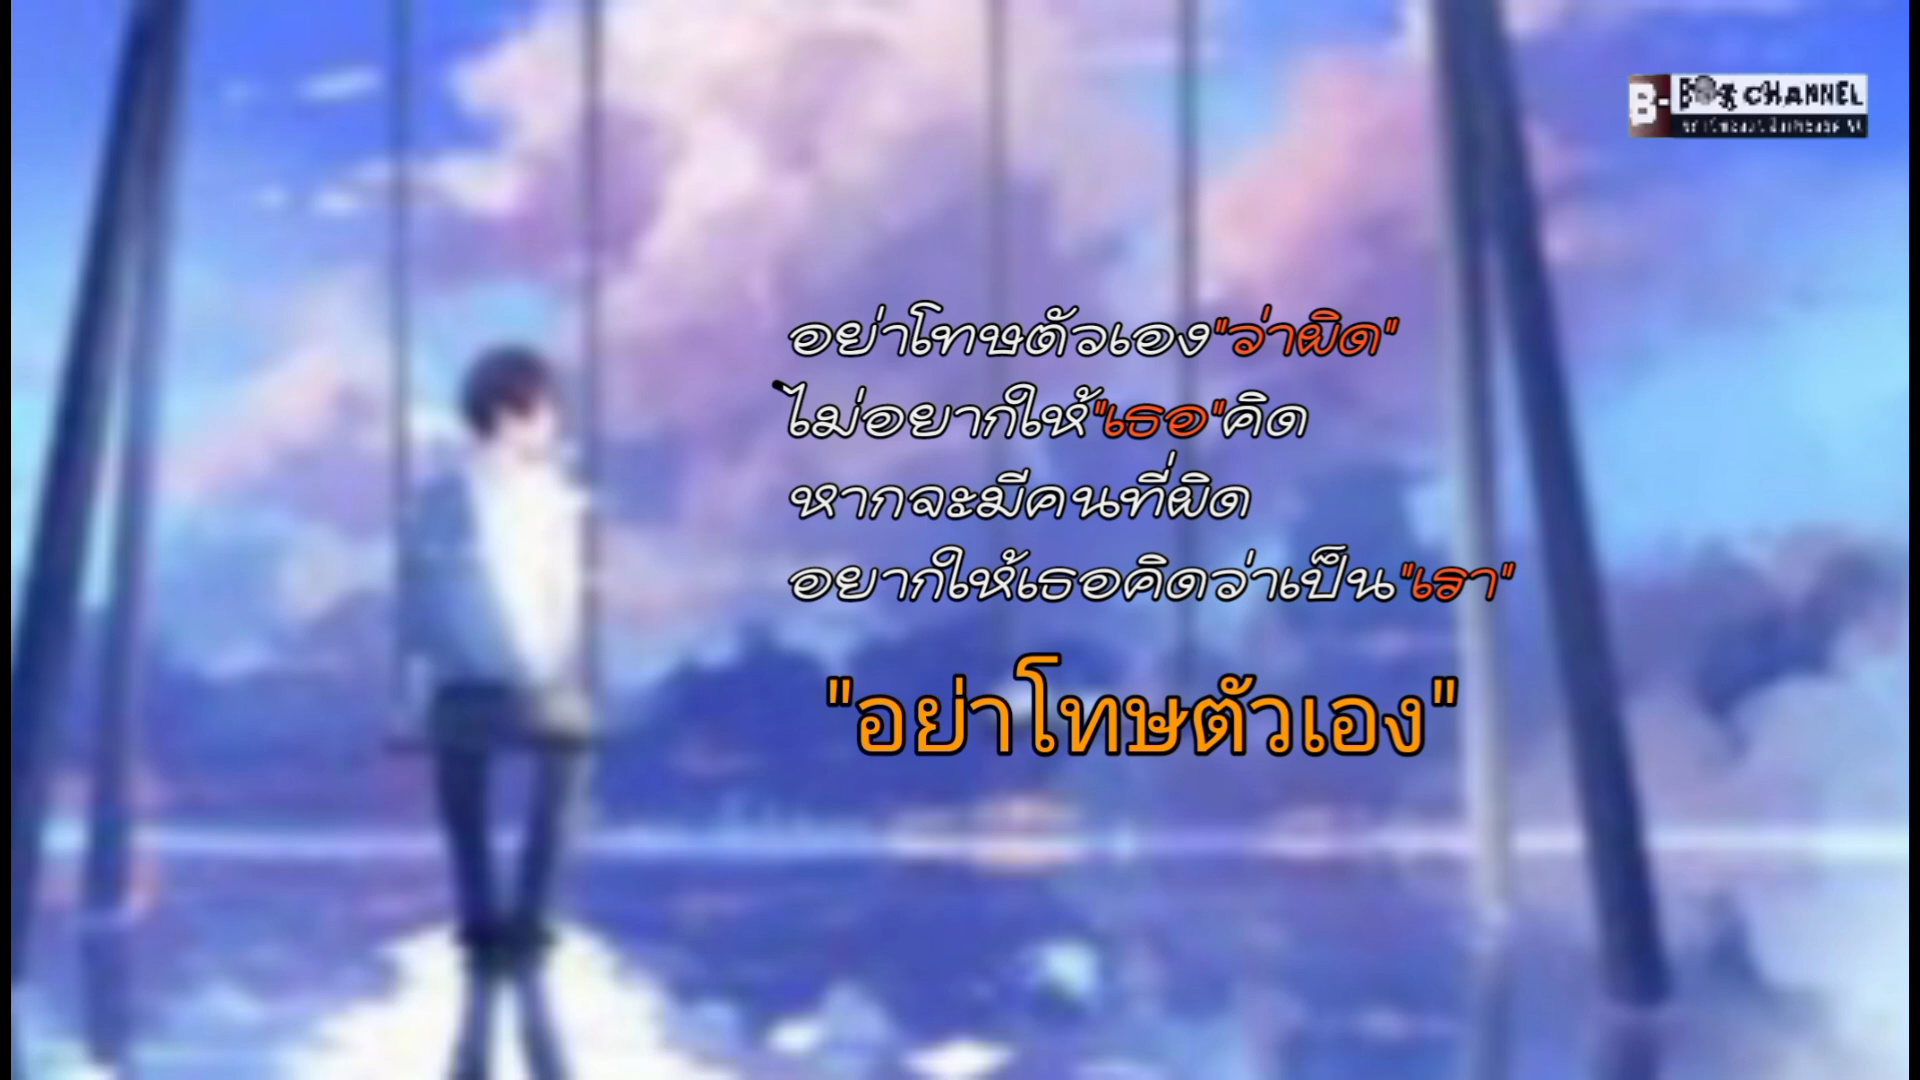 B-BOX CHANNEL
อย่าโทษตัวเอง"ว่าผิด"
ไม่อยากให้"เธอ"คิด
หากจะมีคนที่ผิด
อยากให้เธอคิดว่าเป็น"เรา"
"อย่าโทษตัวเอง"